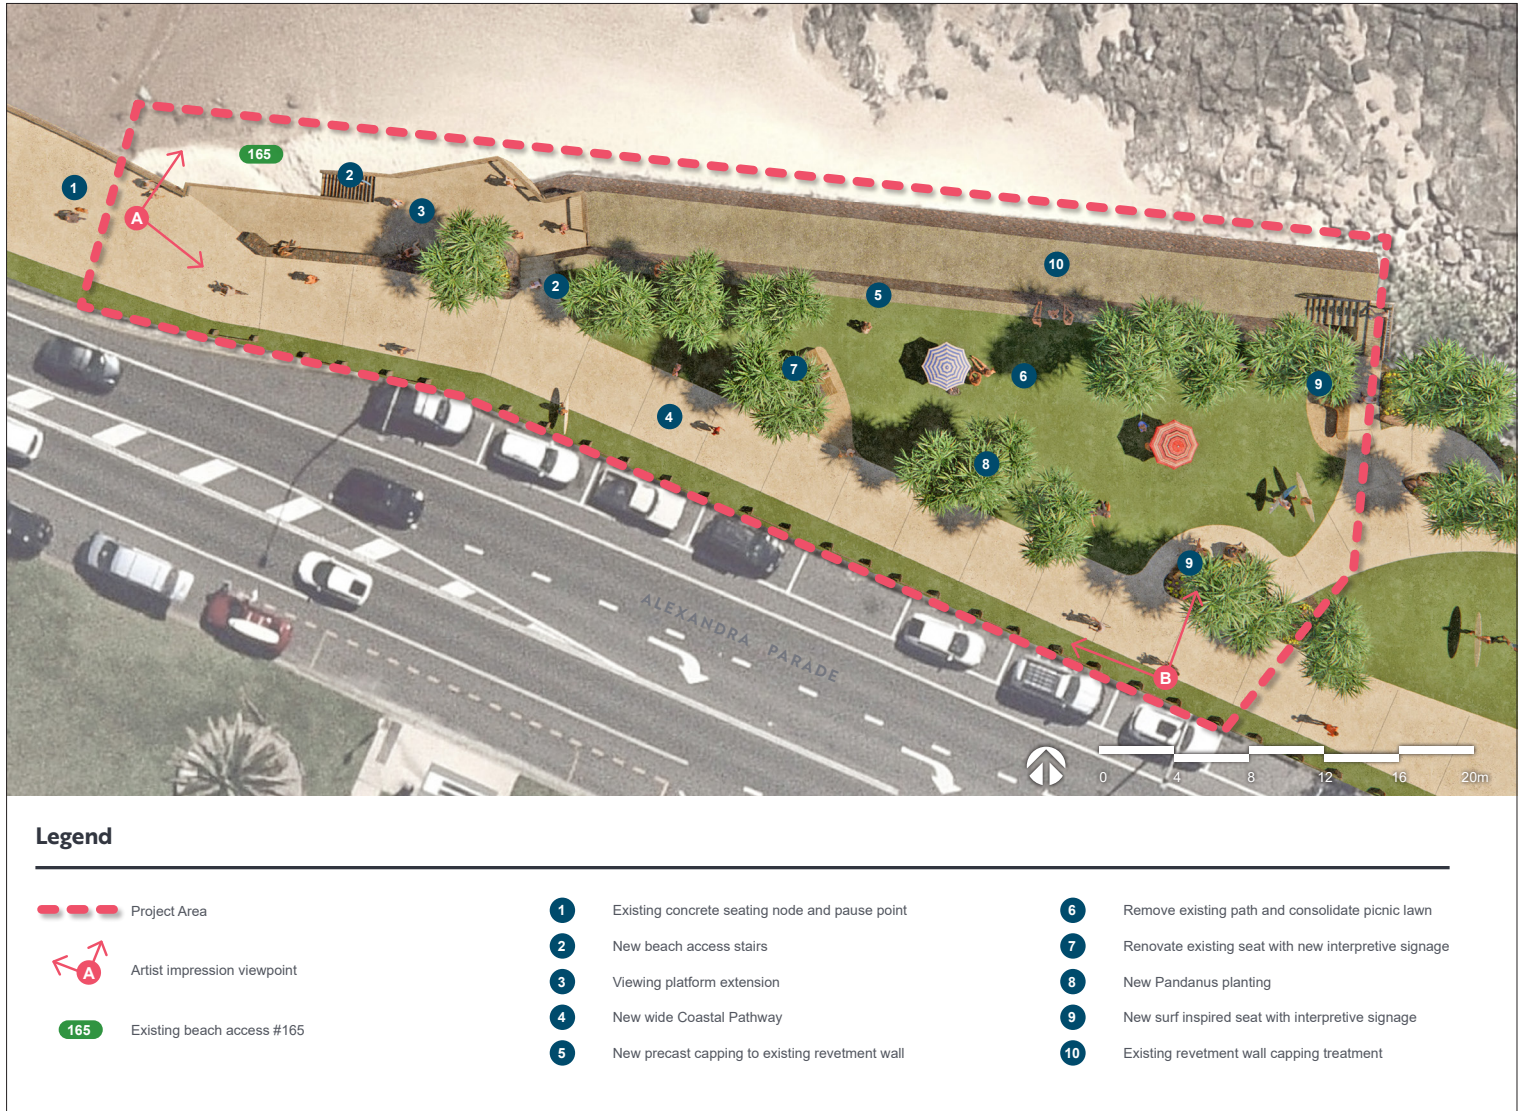 165
1
2
A
3
2
5
10
7
6
9
4
8
9
ALEXANDRA PARADE
B
0 4 8 12 16 20m
Legend
Project Area
A Artist impression viewpoint
165 Existing beach access #165
1 Existing concrete seating node and pause point
2 New beach access stairs
3 Viewing platform extension
4 New wide Coastal Pathway
5 New precast capping to existing revetment wall
6 Remove existing path and consolidate picnic lawn
7 Renovate existing seat with new interpretive signage
8 New Pandanus planting
9 New surf inspired seat with interpretive signage
10 Existing revetment wall capping treatment